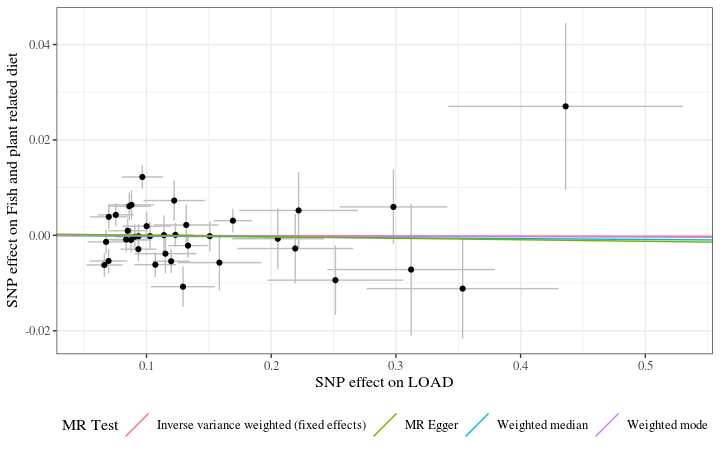 SNP effect on Fish and plant related diet
0.04
0.02
0.00
-0.02
0.1 0.2 0.3 0.4 0.5
SNP effect on LOAD
MR Test Inverse variance weighted (fixed effects) MR Egger Weighted median Weighted mode